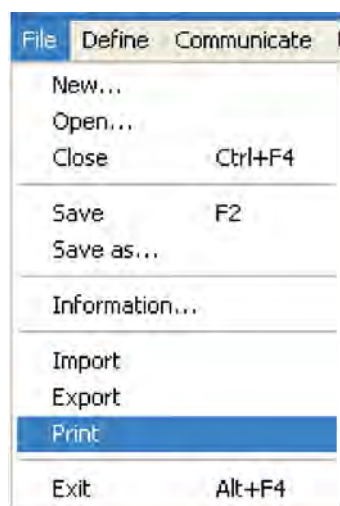 File Define Communicate
New...
Open...
Close Ctrl+F4
Save F2
Save as...
Information...
Import
Export
Print
Exit Alt+F4